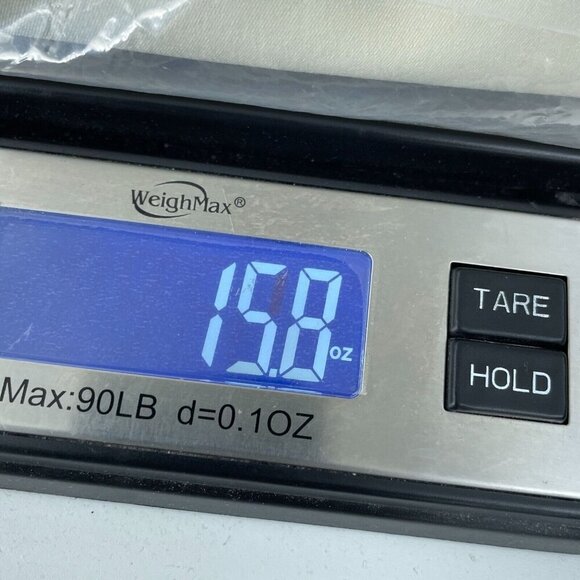 WeighMax®
15.8 oz
TARE
HOLD
Max:90LB d=0.1OZ